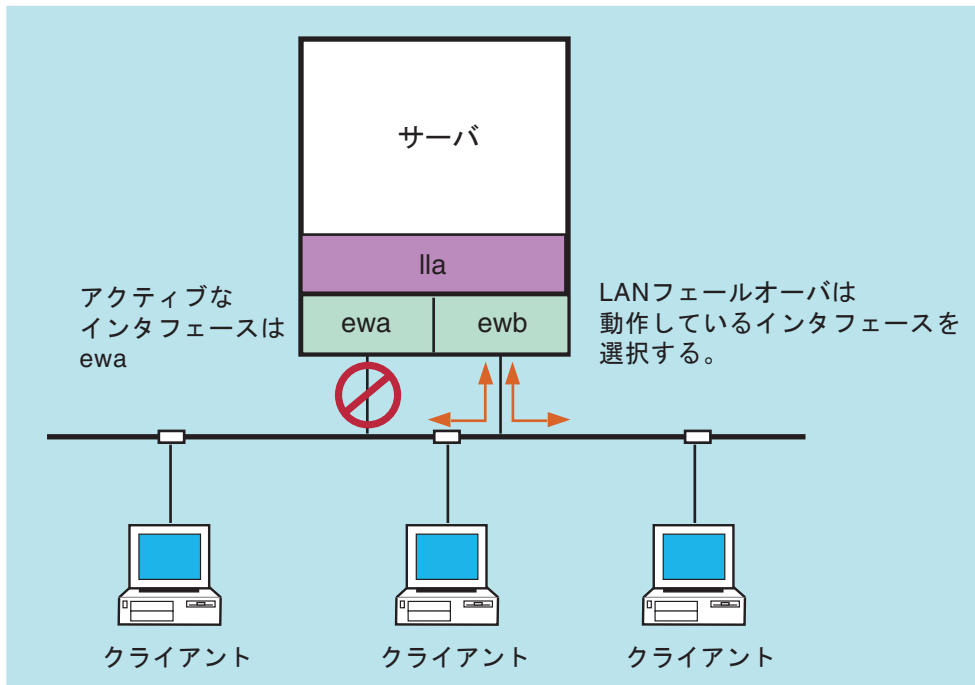 サーバ
lla
ewa
ewb
アクティブな
インタフェースは
ewa
LANフェールオーバは
動作しているインタフェースを
選択する。
クライアント
クライアント
クライアント